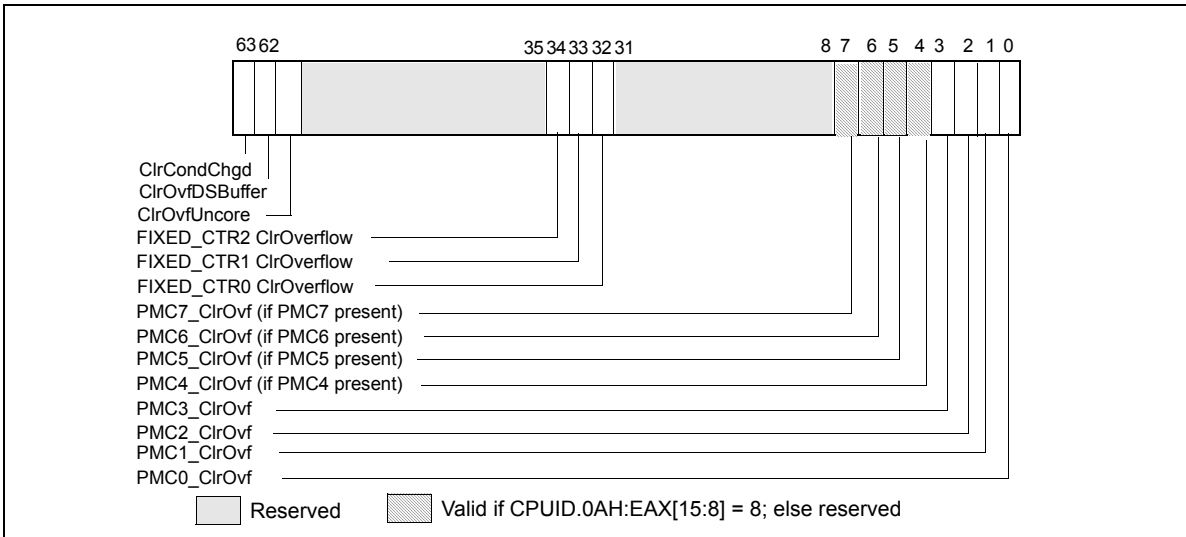 63 62 35 34 33 32 31 8 7 6 5 4 3 2 1 0
ClrCondChgd
ClrOvfDSBuffer
ClrOvfUncore
FIXED_CTR2 ClrOverflow
FIXED_CTR1 ClrOverflow
FIXED_CTR0 ClrOverflow
PMC7_ClrOvf (if PMC7 present)
PMC6_ClrOvf (if PMC6 present)
PMC5_ClrOvf (if PMC5 present)
PMC4_ClrOvf (if PMC4 present)
PMC3_ClrOvf
PMC2_ClrOvf
PMC1_ClrOvf
PMC0_ClrOvf
Reserved Valid if CPUID.0AH:EAX[15:8] = 8; else reserved